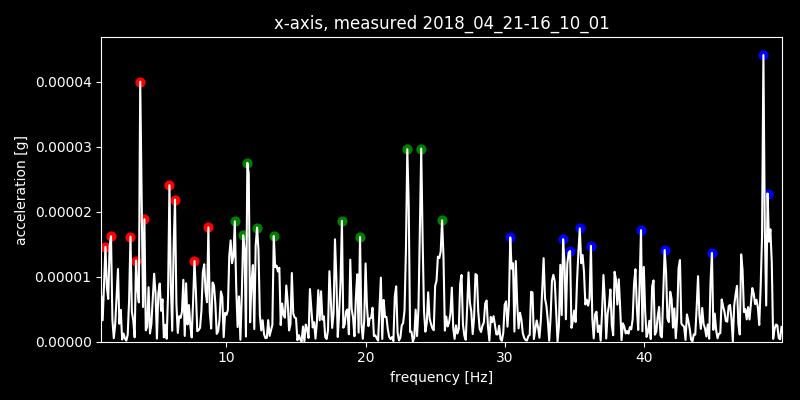 x-axis, measured 2018_04_21-16_10_01
acceleration [g]
0.00004
0.00003
0.00002
0.00001
0.00000
10 20 30 40
frequency [Hz]